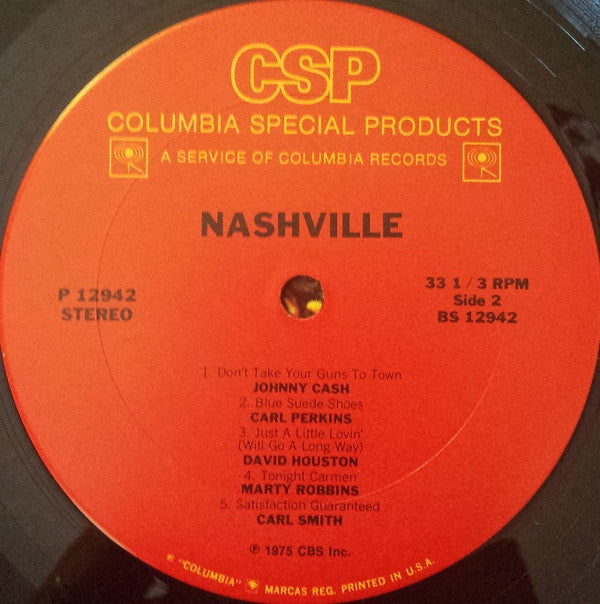 CSP
COLUMBIA SPECIAL PRODUCTS
A SERVICE OF COLUMBIA RECORDS
NASHVILLE
P 12942
STEREO
33 1/3 RPM
Side 2
BS 12942
1. Don't Take Your Guns To Town
JOHNNY CASH
2. Blue Suede Shoes
CARL PERKINS
3. Just A Little Lovin'
(Will Go A Long Way)
DAVID HOUSTON
4. Tonight Carmen
MARTY ROBBINS
5. Satisfaction Guaranteed
CARL SMITH
℗ 1975 CBS Inc.
® "COLUMBIA" MARCAS REG. PRINTED IN U.S.A.